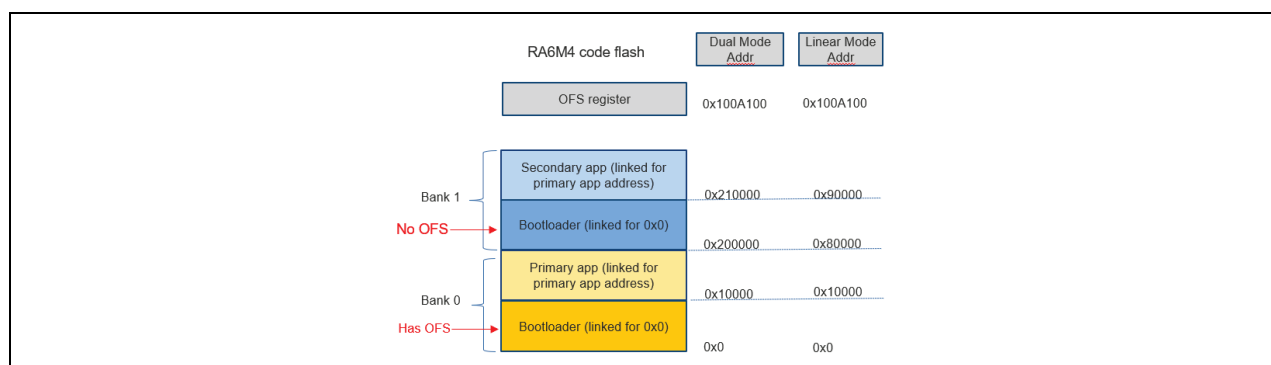 RA6M4 code flash
Dual Mode
Addr
Linear Mode
Addr
OFS register
0x100A100
0x100A100
Secondary app (linked for
primary app address)
0x210000
0x90000
Bank 1
No OFS
Bootloader (linked for 0x0)
0x200000
0x80000
Primary app (linked for
primary app address)
0x10000
0x10000
Bank 0
Has OFS
Bootloader (linked for 0x0)
0x0
0x0